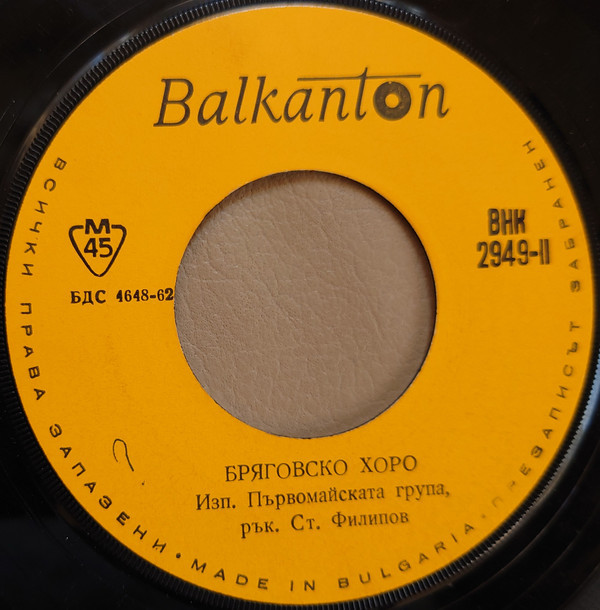 Balkanton
М
45
БДС 4648-62
ВНК
2949-II
БРЯГОВСКО ХОРО
Изп. Първомайската група,
рък. Ст. Филипов
ВСИЧКИ ПРАВА ЗАПАЗЕНИ • MADE IN BULGARIA • ПРЕЗАПИСЪТ ЗАБРАНЕН